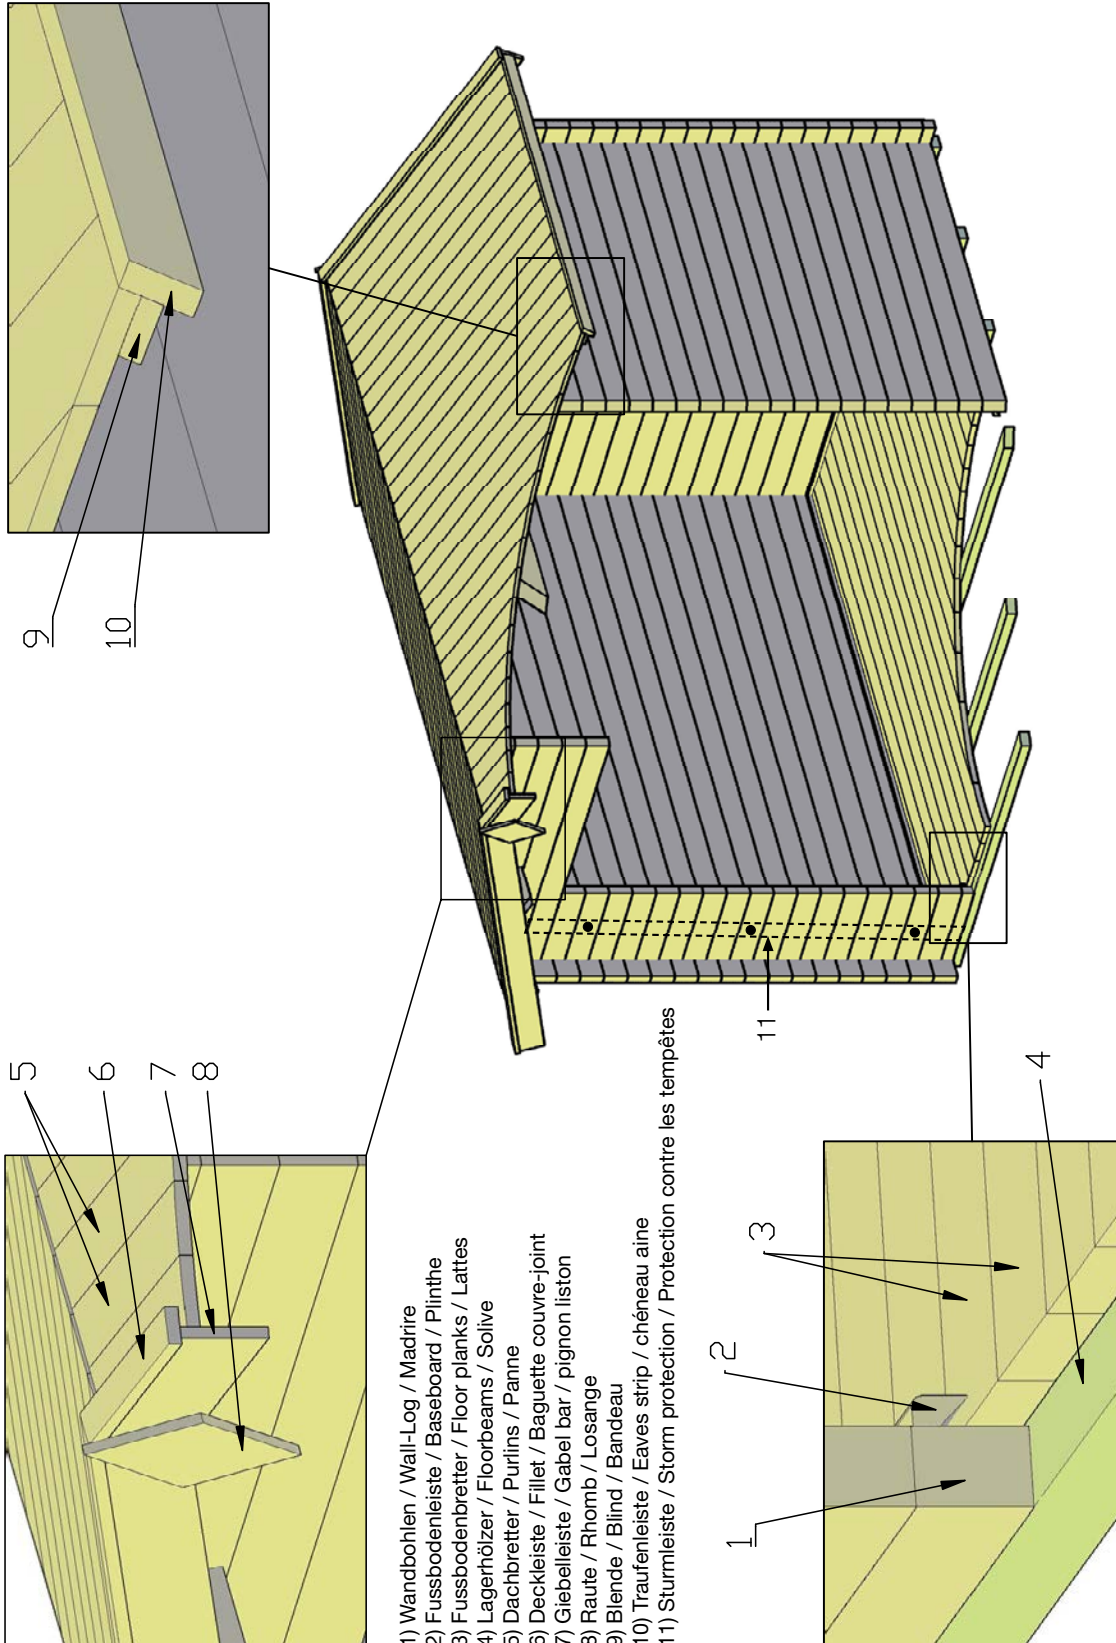 5
6
7
8
9
10
1) Wandbohlen / Wall-Log / Madrire
2) Fussbodenleiste / Baseboard / Plinthe
3) Fussbodenbretter / Floor planks / Lattes
4) Lagerhölzer / Floorbeams / Solive
5) Dachbretter / Purlins / Panne
6) Deckleiste / Fillet / Baguette couvre-joint
7) Giebelleiste / Gabel bar / pignon liston
8) Raute / Rhomb / Losange
9) Blende / Blind / Bandeau
10) Traufenleiste / Eaves strip / chéneau aine
11) Sturmleiste / Storm protection / Protection contre les tempêtes
11
1
2
3
4